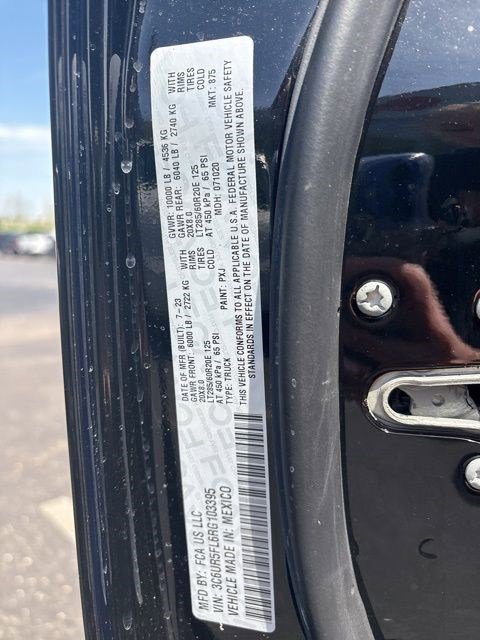 MFD BY: FCA US LLC
DATE OF MFR (BUILT): 7-23
GVWR: 10000 LB / 4536 KG
GAWR FRONT: 6000 LB / 2722 KG WITH
GAWR REAR: 6040 LB / 2740 KG WITH
20X8.0 RIMS
20X8.0 RIMS
LT285/60R20E 125 TIRES
LT285/60R20E 125 TIRES
AT 450 kPa / 65 PSI COLD
AT 450 kPa / 65 PSI COLD
VIN: 3C6UR5FL6RG103395
TYPE: TRUCK
PAINT: PXJ
MDH: 071020
MKT: 875
VEHICLE MADE IN: MEXICO
THIS VEHICLE CONFORMS TO ALL APPLICABLE U.S.A. FEDERAL MOTOR VEHICLE SAFETY
STANDARDS IN EFFECT ON THE DATE OF MANUFACTURE SHOWN ABOVE.